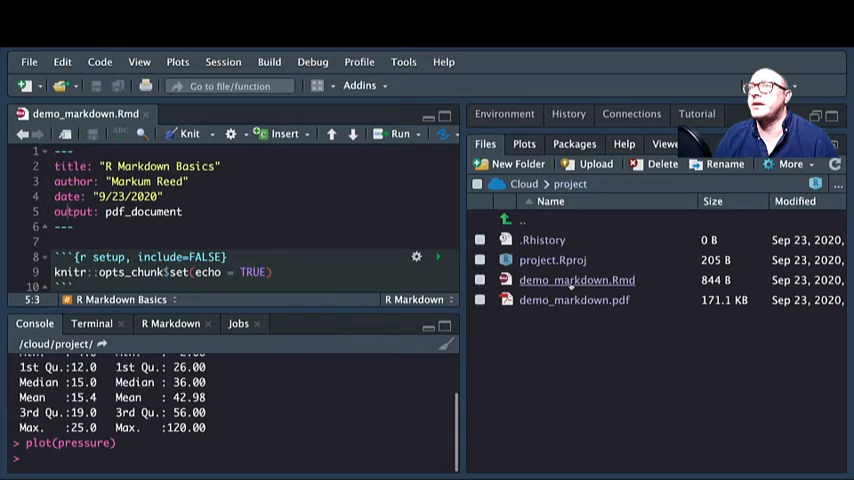 File Edit Code View Plots Session Build Debug Profile Tools Help
Go to file/function Addins
demo_markdown.Rmd
ABC Knit Insert Run
1 ---
2 title: "R Markdown Basics"
3 author: "Markum Reed"
4 date: "9/23/2020"
5 output: pdf_document
6 ---
7
8 ```{r setup, include=FALSE}
9 knitr::opts_chunk$set(echo = TRUE)
10 ```
5:3 # R Markdown Basics R Markdown
Console Terminal R Markdown Jobs
/cloud/project/
1st Qu.:12.0 1st Qu.: 26.00
Median :15.0 Median : 36.00
Mean :15.4 Mean : 42.98
3rd Qu.:19.0 3rd Qu.: 56.00
Max. :25.0 Max. :120.00
> plot(pressure)
>
Environment History Connections Tutorial
Files Plots Packages Help
New Folder Upload Delete Rename More
Cloud project R ...
Name Size Modified
..
.Rhistory 0 B Sep 23, 2020,
project.Rproj 205 B Sep 23, 2020,
demo_markdown.Rmd 844 B Sep 23, 2020,
demo_markdown.pdf 171.1 KB Sep 23, 2020,